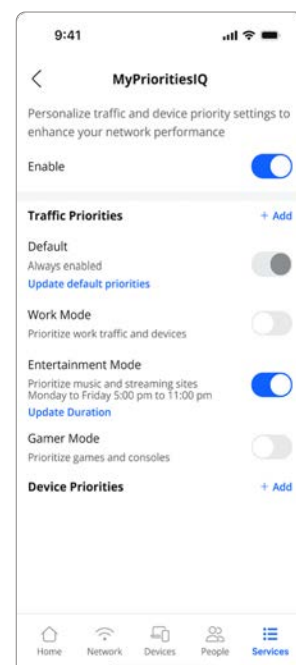 9:41
MyPrioritiesIQ
Personalize traffic and device priority settings to
enhance your network performance
Enable
Traffic Priorities + Add
Default
Always enabled
Update default priorities
Work Mode
Prioritize work traffic and devices
Entertainment Mode
Prioritize music and streaming sites
Monday to Friday 5:00 pm to 11:00 pm
Update Duration
Gamer Mode
Prioritize games and consoles
Device Priorities + Add
Home Network Devices People Services